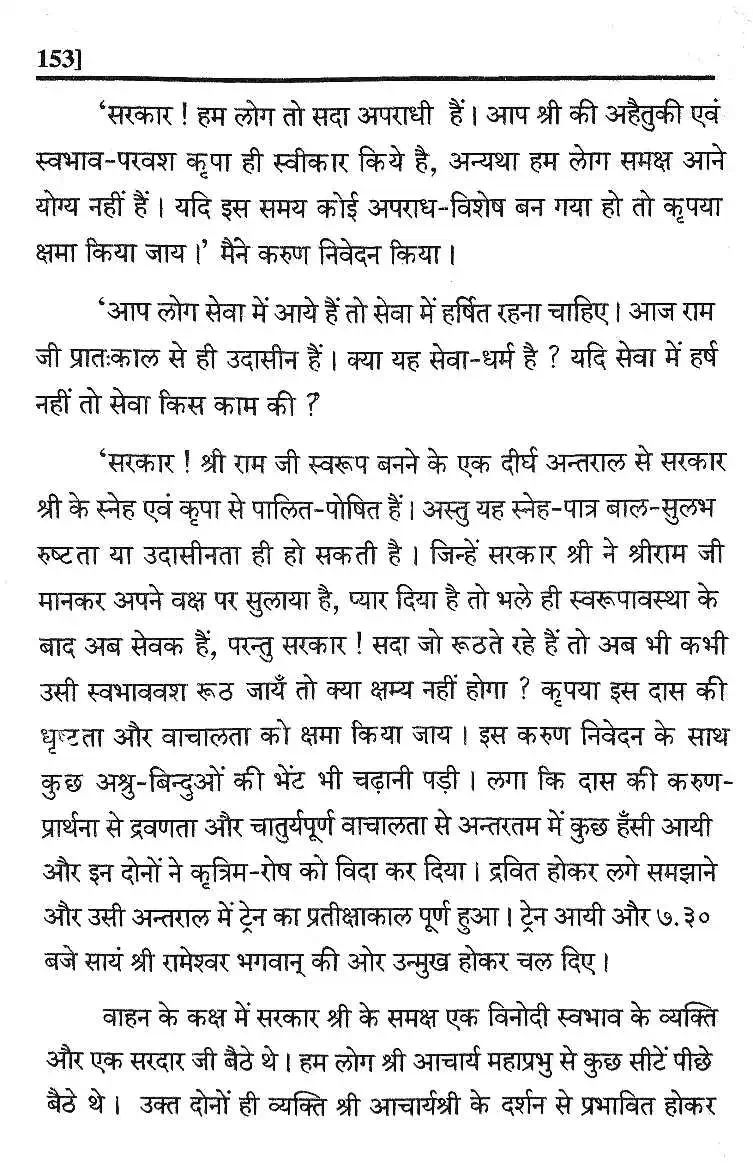 153]
‘सरकार ! हम लोग तो सदा अपराधी हैं। आप श्री की अहैतुकी एवं
स्वभाव-परवश कृपा ही स्वीकार किये है, अन्यथा हम लोग समक्ष आने
योग्य नहीं हैं। यदि इस समय कोई अपराध-विशेष बन गया हो तो कृपया
क्षमा किया जाय।’ मैने करुण निवेदन किया।
‘आप लोग सेवा में आये हैं तो सेवा में हर्षित रहना चाहिए। आज राम
जी प्रातःकाल से ही उदासीन हैं। क्या यह सेवा-धर्म है ? यदि सेवा में हर्ष
नहीं तो सेवा किस काम की ?
‘सरकार ! श्री राम जी स्वरूप बनने के एक दीर्घ अन्तराल से सरकार
श्री के स्नेह एवं कृपा से पालित-पोषित हैं। अस्तु यह स्नेह-पात्र बाल-सुलभ
रुष्टता या उदासीनता ही हो सकती है। जिन्हें सरकार श्री ने श्रीराम जी
मानकर अपने वक्ष पर सुलाया है, प्यार दिया है तो भले ही स्वरूपावस्था के
बाद अब सेवक हैं, परन्तु सरकार ! सदा जो रूठते रहे हैं तो अब भी कभी
उसी स्वभाववश रूठ जायँ तो क्या क्षम्य नहीं होगा ? कृपया इस दास की
धृष्टता और वाचालता को क्षमा किया जाय। इस करुण निवेदन के साथ
कुछ अश्रु-बिन्दुओं की भेंट भी चढ़ानी पड़ी। लगा कि दास की करुण-
प्रार्थना से द्रवणता और चातुर्यपूर्ण वाचालता से अन्तरतम में कुछ हँसी आयी
और इन दोनों ने कृत्रिम-रोष को विदा कर दिया। द्रवित होकर लगे समझाने
और उसी अन्तराल में ट्रेन का प्रतीक्षाकाल पूर्ण हुआ। ट्रेन आयी और ७.३०
बजे सायं श्री रामेश्वर भगवान् की ओर उन्मुख होकर चल दिए।
वाहन के कक्ष में सरकार श्री के समक्ष एक विनोदी स्वभाव के व्यक्ति
और एक सरदार जी बैठे थे। हम लोग श्री आचार्य महाप्रभु से कुछ सीटें पीछे
बैठे थे। उक्त दोनों ही व्यक्ति श्री आचार्यश्री के दर्शन से प्रभावित होकर